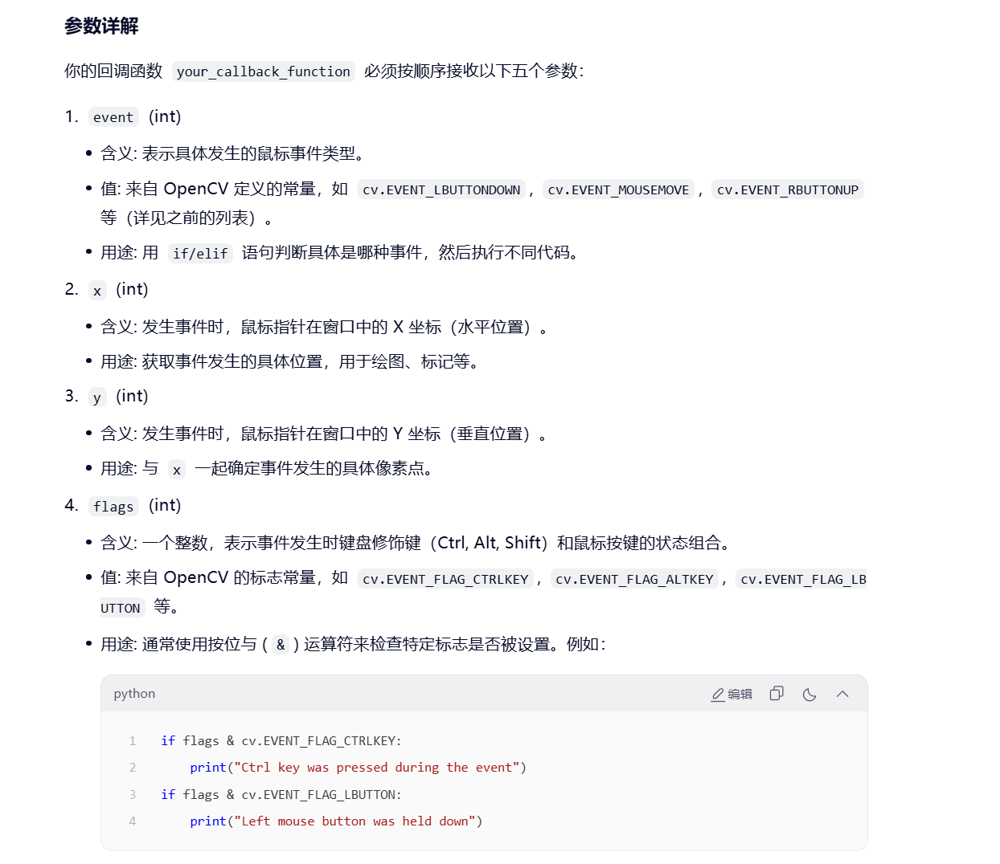 参数详解
你的回调函数 your_callback_function 必须按顺序接收以下五个参数：
1. event (int)
• 含义: 表示具体发生的鼠标事件类型。
• 值: 来自 OpenCV 定义的常量，如 cv.EVENT_LBUTTONDOWN，cv.EVENT_MOUSEMOVE，cv.EVENT_RBUTTONUP
等（详见之前的列表）。
• 用途: 用 if/elif 语句判断具体是哪种事件，然后执行不同代码。
2. x (int)
• 含义: 发生事件时，鼠标指针在窗口中的 X 坐标（水平位置）。
• 用途: 获取事件发生的具体位置，用于绘图、标记等。
3. y (int)
• 含义: 发生事件时，鼠标指针在窗口中的 Y 坐标（垂直位置）。
• 用途: 与 x 一起确定事件发生的具体像素点。
4. flags (int)
• 含义: 一个整数，表示事件发生时键盘修饰键（Ctrl, Alt, Shift）和鼠标按键的状态组合。
• 值: 来自 OpenCV 的标志常量，如 cv.EVENT_FLAG_CTRLKEY，cv.EVENT_FLAG_ALTKEY，cv.EVENT_FLAG_LB
UTTON 等。
• 用途: 通常使用按位与 ( & ) 运算符来检查特定标志是否被设置。例如：
python 编辑
1 if flags & cv.EVENT_FLAG_CTRLKEY:
2     print("Ctrl key was pressed during the event")
3 if flags & cv.EVENT_FLAG_LBUTTON:
4     print("Left mouse button was held down")